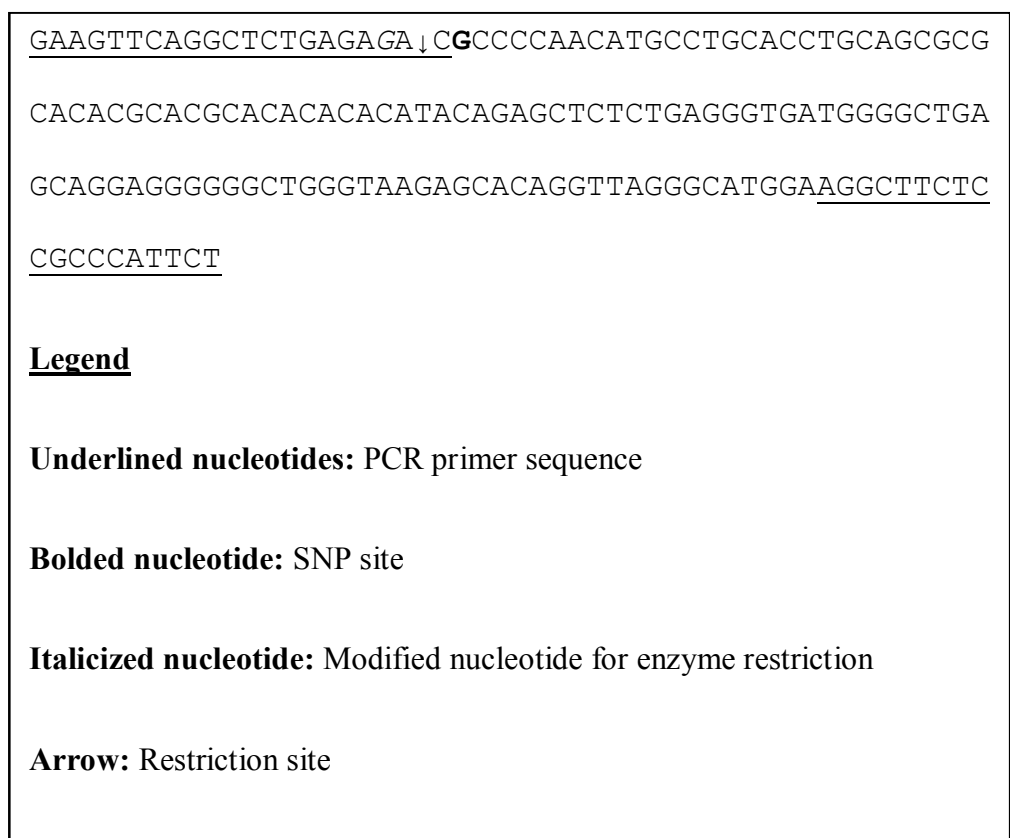 GAAGTTCAGGCTCTGAGAGA↓CGCCCCAACATGCCTGCACCTGCAGCGCG
CACACGCACGCACACACACATACAGAGCTCTCTGAGGGTGATGGGGCTGA
GCAGGAGGGGGGCTGGGTAAGAGCACAGGTTAGGGCATGGAAGGCTTCTC
CGCCCATTCT
Legend
Underlined nucleotides: PCR primer sequence
Bolded nucleotide: SNP site
Italicized nucleotide: Modified nucleotide for enzyme restriction
Arrow: Restriction site